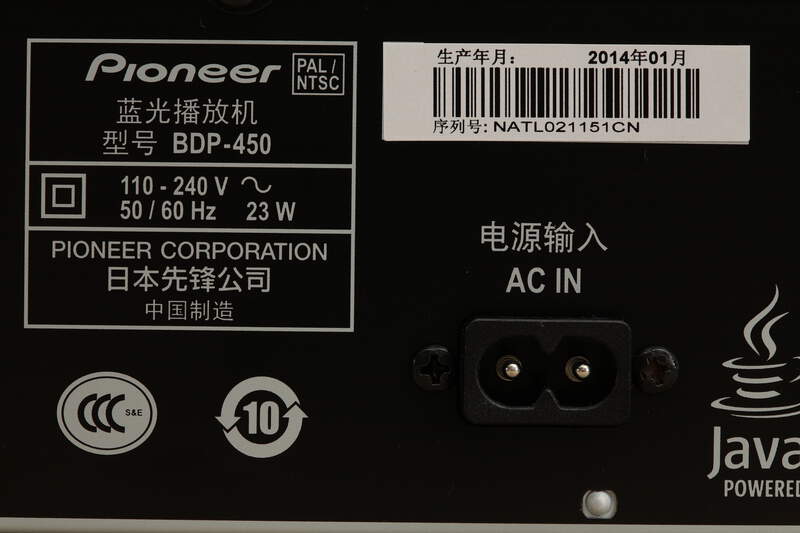 Pioneer
PAL /
NTSC
蓝光播放机
型号 BDP-450
110 - 240 V
50 / 60 Hz 23 W
PIONEER CORPORATION
日本先锋公司
中国制造
CCC S&E
10
生产年月： 2014年01月
序列号: NATL021151CN
电源输入
AC IN
Java
POWERED